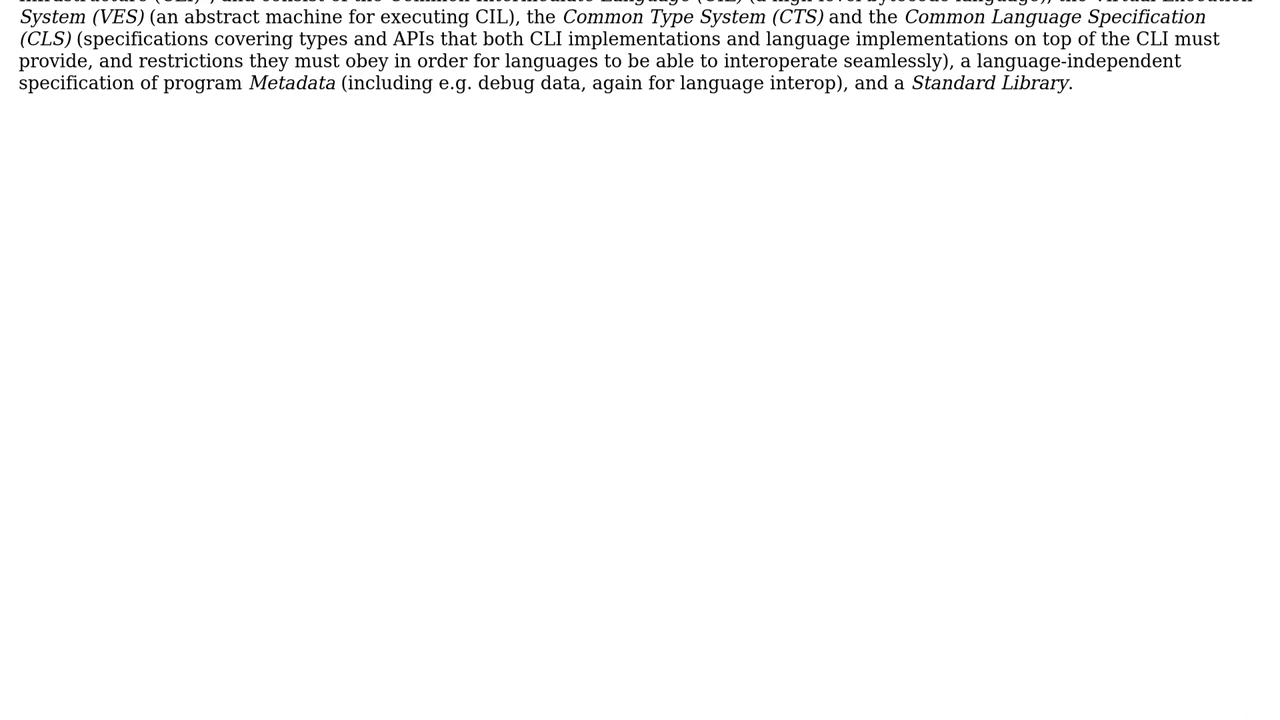 System (VES) (an abstract machine for executing CIL), the Common Type System (CTS) and the Common Language Specification
(CLS) (specifications covering types and APIs that both CLI implementations and language implementations on top of the CLI must
provide, and restrictions they must obey in order for languages to be able to interoperate seamlessly), a language-independent
specification of program Metadata (including e.g. debug data, again for language interop), and a Standard Library.